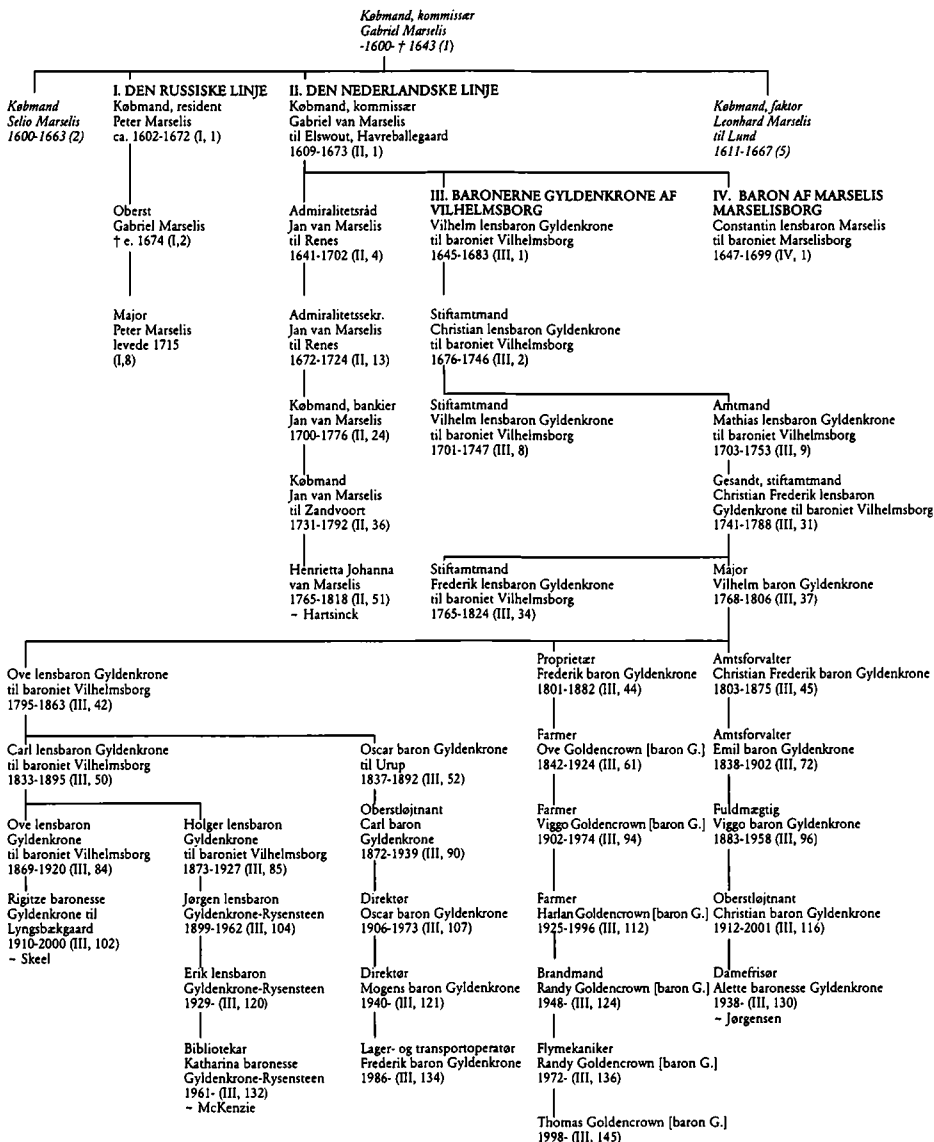 Købmand, kommissær
Gabriel Marselis
-1600- † 1643 (1)
Købmand
Selio Marselis
1600-1663 (2)
I. DEN RUSSISKE LINJE
Købmand, resident
Peter Marselis
ca. 1602-1672 (I, 1)
II. DEN NEDERLANDSKE LINJE
Købmand, kommissær
Gabriel van Marselis
til Elswout, Havreballegaard
1609-1673 (II, 1)
Købmand, faktor
Leonhard Marselis
til Lund
1611-1667 (5)
Oberst
Gabriel Marselis
† e. 1674 (I,2)
Admiralitetsråd
Jan van Marselis
til Renes
1641-1702 (II, 4)
III. BARONERNE GYLDENKRONE AF
VILHELMSBORG
Vilhelm lensbaron Gyldenkrone
til baroniet Vilhelmsborg
1645-1683 (III, 1)
IV. BARON AF MARSELIS
MARSELISBORG
Constantin lensbaron Marselis
til baroniet Marselisborg
1647-1699 (IV, 1)
Major
Peter Marselis
levede 1715
(I,8)
Admiralitetssekr.
Jan van Marselis
til Renes
1672-1724 (II, 13)
Stiftamtmand
Christian lensbaron Gyldenkrone
til baroniet Vilhelmsborg
1676-1746 (III, 2)
Købmand, bankier
Jan van Marselis
1700-1776 (II, 24)
Stiftamtmand
Vilhelm lensbaron Gyldenkrone
til baroniet Vilhelmsborg
1701-1747 (III, 8)
Amtmand
Mathias lensbaron Gyldenkrone
til baroniet Vilhelmsborg
1703-1753 (III, 9)
Købmand
Jan van Marselis
til Zandvoort
1731-1792 (II, 36)
Gesandt, stiftamtmand
Christian Frederik lensbaron
Gyldenkrone til baroniet Vilhelmsborg
1741-1788 (III, 31)
Henrietta Johanna
van Marselis
1765-1818 (II, 51)
~ Hartsinck
Stiftamtmand
Frederik lensbaron Gyldenkrone
til baroniet Vilhelmsborg
1765-1824 (III, 34)
Major
Vilhelm baron Gyldenkrone
1768-1806 (III, 37)
Ove lensbaron Gyldenkrone
til baroniet Vilhelmsborg
1795-1863 (III, 42)
Proprietær
Frederik baron Gyldenkrone
1801-1882 (III, 44)
Amtsforvalter
Christian Frederik baron Gyldenkrone
1803-1875 (III, 45)
Carl lensbaron Gyldenkrone
til baroniet Vilhelmsborg
1833-1895 (III, 50)
Oscar baron Gyldenkrone
til Urup
1837-1892 (III, 52)
Farmer
Ove Goldencrown [baron G.]
1842-1924 (III, 61)
Amtsforvalter
Emil baron Gyldenkrone
1838-1902 (III, 72)
Ove lensbaron
Gyldenkrone
til baroniet Vilhelmsborg
1869-1920 (III, 84)
Holger lensbaron
Gyldenkrone
til baroniet Vilhelmsborg
1873-1927 (III, 85)
Oberstløjtnant
Carl baron
Gyldenkrone
1872-1939 (III, 90)
Farmer
Viggo Goldencrown [baron G.]
1902-1974 (III, 94)
Fuldmægtig
Viggo baron Gyldenkrone
1883-1958 (III, 96)
Rigitze baronesse
Gyldenkrone til
Lyngsbækgaard
1910-2000 (III, 102)
~ Skeel
Jørgen lensbaron
Gyldenkrone-Rysensteen
1899-1962 (III, 104)
Direktør
Oscar baron Gyldenkrone
1906-1973 (III, 107)
Farmer
Harlan Goldencrown [baron G.]
1925-1996 (III, 112)
Oberstløjtnant
Christian baron Gyldenkrone
1912-2001 (III, 116)
Erik lensbaron
Gyldenkrone-Rysensteen
1929- (III, 120)
Direktør
Mogens baron Gyldenkrone
1940- (III, 121)
Brandmand
Randy Goldencrown [baron G.]
1948- (III, 124)
Damefrisør
Alette baronesse Gyldenkrone
1938- (III, 130)
~ Jørgensen
Bibliotekar
Katharina baronesse
Gyldenkrone-Rysensteen
1961- (III, 132)
~ McKenzie
Lager- og transportoperatør
Frederik baron Gyldenkrone
1986- (III, 134)
Flymekaniker
Randy Goldencrown [baron G.]
1972- (III, 136)
Thomas Goldencrown [baron G.]
1998- (III, 145)